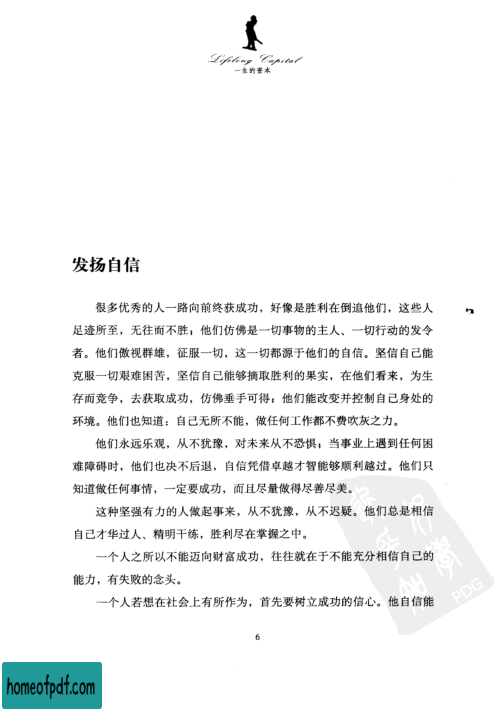 Lifelong Capital
一生的资本
发扬自信
很多优秀的人一路向前终获成功，好像是胜利在倒追他们，这些人
足迹所至，无往而不胜；他们仿佛是一切事物的主人、一切行动的发令
者。他们傲视群雄，征服一切，这一切都源于他们的自信。坚信自己能
克服一切艰难困苦，坚信自己能够摘取胜利的果实，在他们看来，为生
存而竞争，去获取成功，仿佛垂手可得；他们能改变并控制自己身处的
环境。他们也知道：自己无所不能，做任何工作都不费吹灰之力。
他们永远乐观，从不犹豫，对未来从不恐惧；当事业上遇到任何困
难障碍时，他们也决不后退，自信凭借卓越才智能够顺利越过。他们只
知道做任何事情，一定要成功，而且尽量做得尽善尽美。
这种坚强有力的人做起事来，从不犹豫，从不迟疑。他们总是相信
自己才华过人、精明干练，胜利尽在掌握之中。
一个人之所以不能迈向财富成功，往往就在于不能充分相信自己的
能力，有失败的念头。
一个人若想在社会上有所作为，首先要树立成功的信心。他自信能
PDG
6
homeofpdf.com